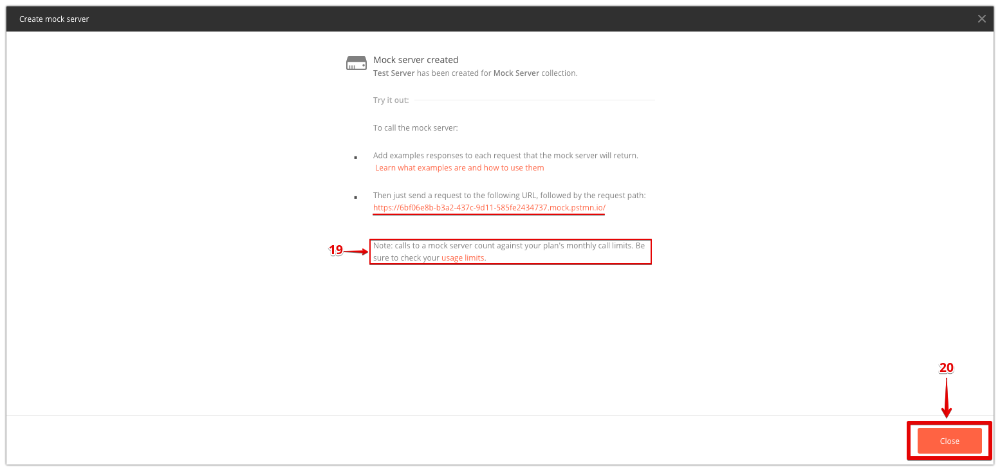 Create mock server
Mock server created
Test Server has been created for Mock Server collection.
Try it out:
To call the mock server:
Add examples responses to each request that the mock server will return.
Learn what examples are and how to use them
Then just send a request to the following URL, followed by the request path:
https://6bf06e8b-b3a2-437c-9d11-585fe2434737.mock.pstmn.io/
19
Note: calls to a mock server count against your plan's monthly call limits. Be
sure to check your usage limits.
20
Close